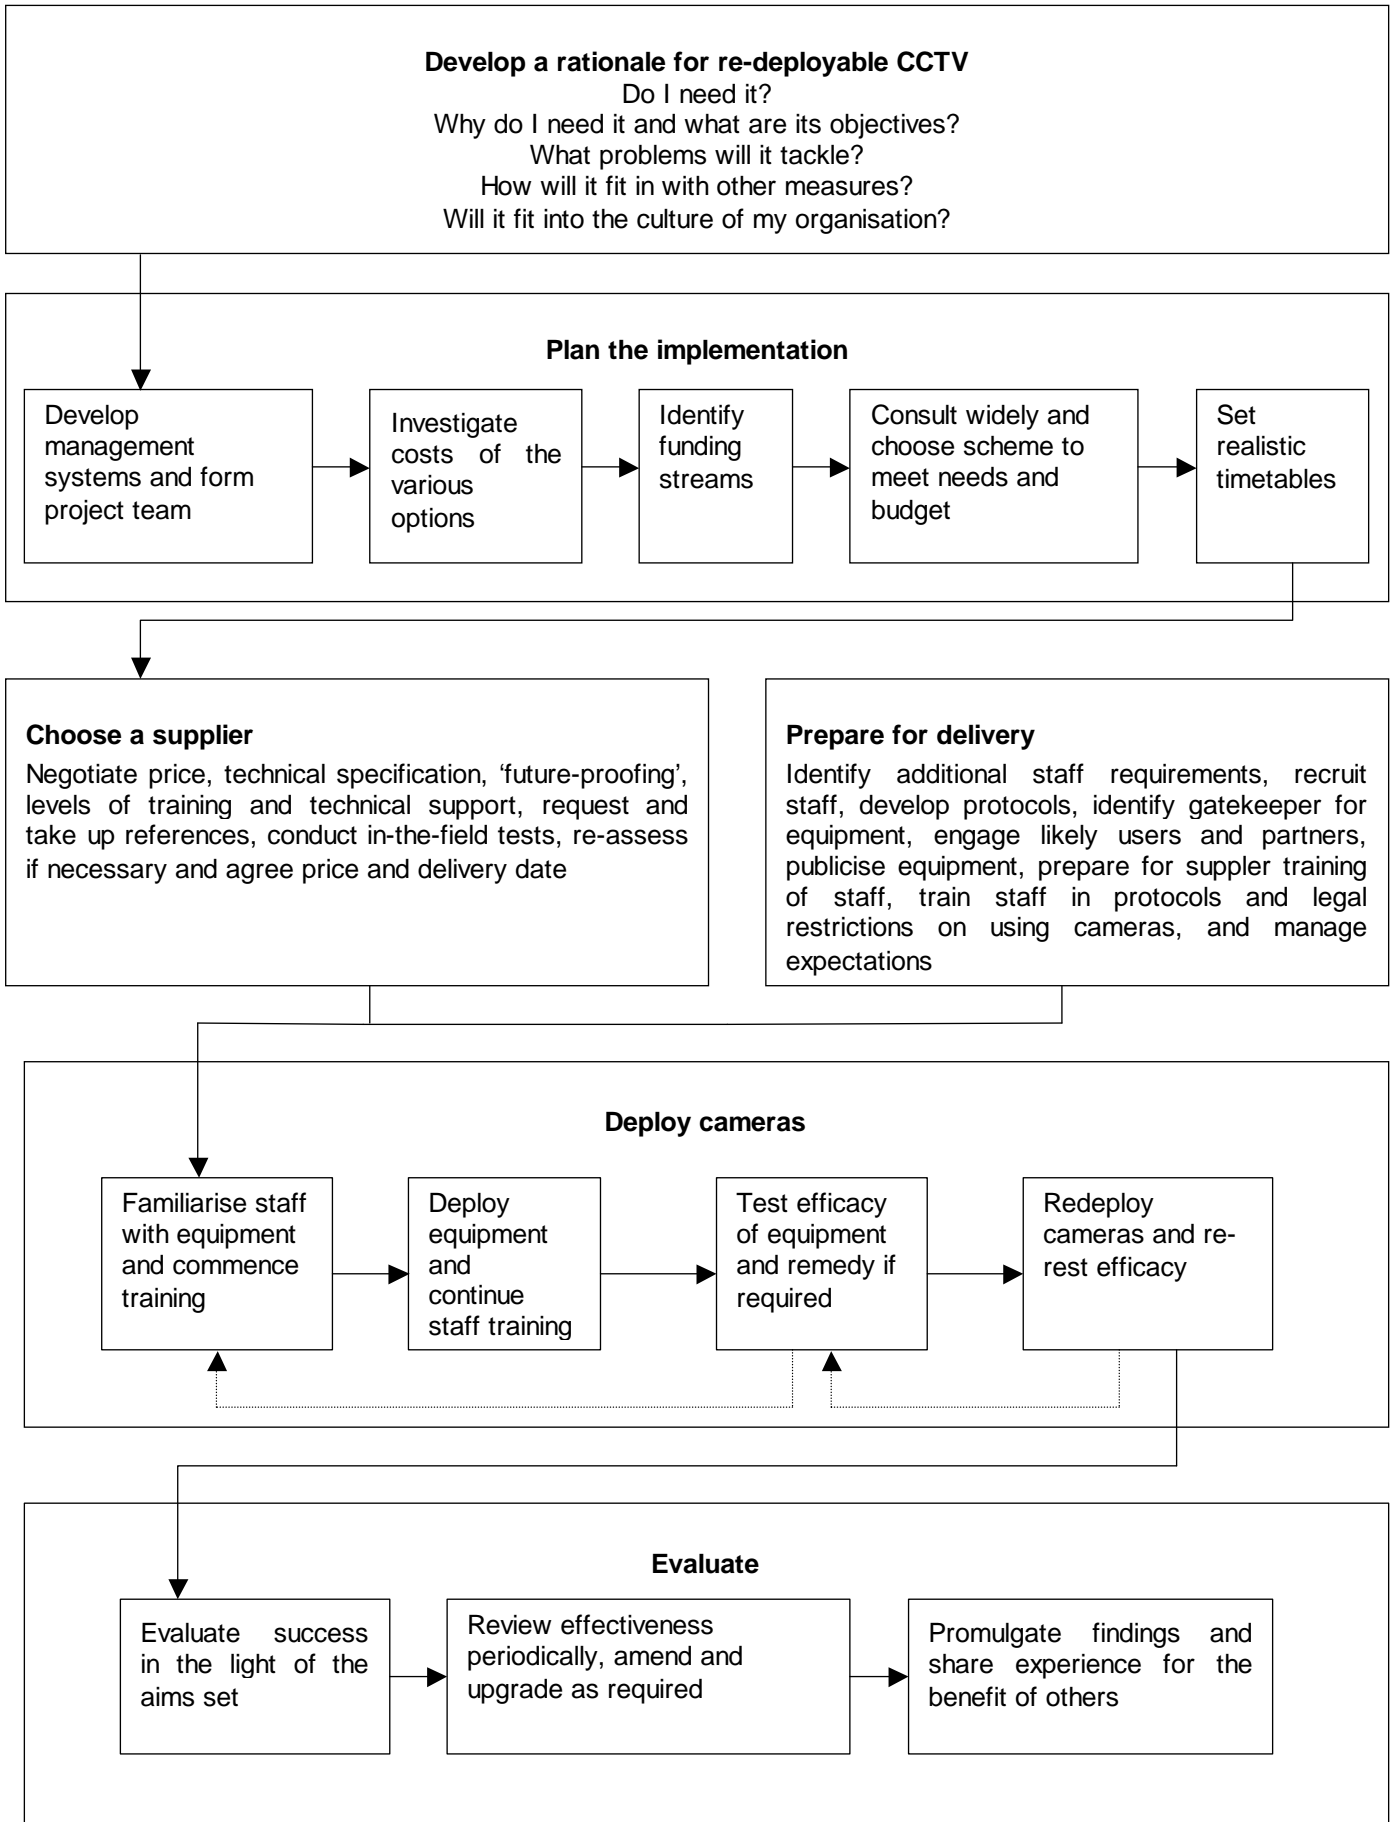 Develop a rationale for re-deployable CCTV
Do I need it?
Why do I need it and what are its objectives?
What problems will it tackle?
How will it fit in with other measures?
Will it fit into the culture of my organisation?
Plan the implementation
Develop
management
systems and form
project team
Investigate
costs of the
various
options
Identify
funding
streams
Consult widely and
choose scheme to
meet needs and
budget
Set
realistic
timetables
Choose a supplier
Negotiate price, technical specification, ‘future-proofing’,
levels of training and technical support, request and
take up references, conduct in-the-field tests, re-assess
if necessary and agree price and delivery date
Prepare for delivery
Identify additional staff requirements, recruit
staff, develop protocols, identify gatekeeper for
equipment, engage likely users and partners,
publicise equipment, prepare for suppler training
of staff, train staff in protocols and legal
restrictions on using cameras, and manage
expectations
Deploy cameras
Familiarise staff
with equipment
and commence
training
Deploy
equipment
and
continue
staff training
Test efficacy
of equipment
and remedy if
required
Redeploy
cameras and re-
rest efficacy
Evaluate
Evaluate success
in the light of the
aims set
Review effectiveness
periodically, amend and
upgrade as required
Promulgate findings and
share experience for the
benefit of others